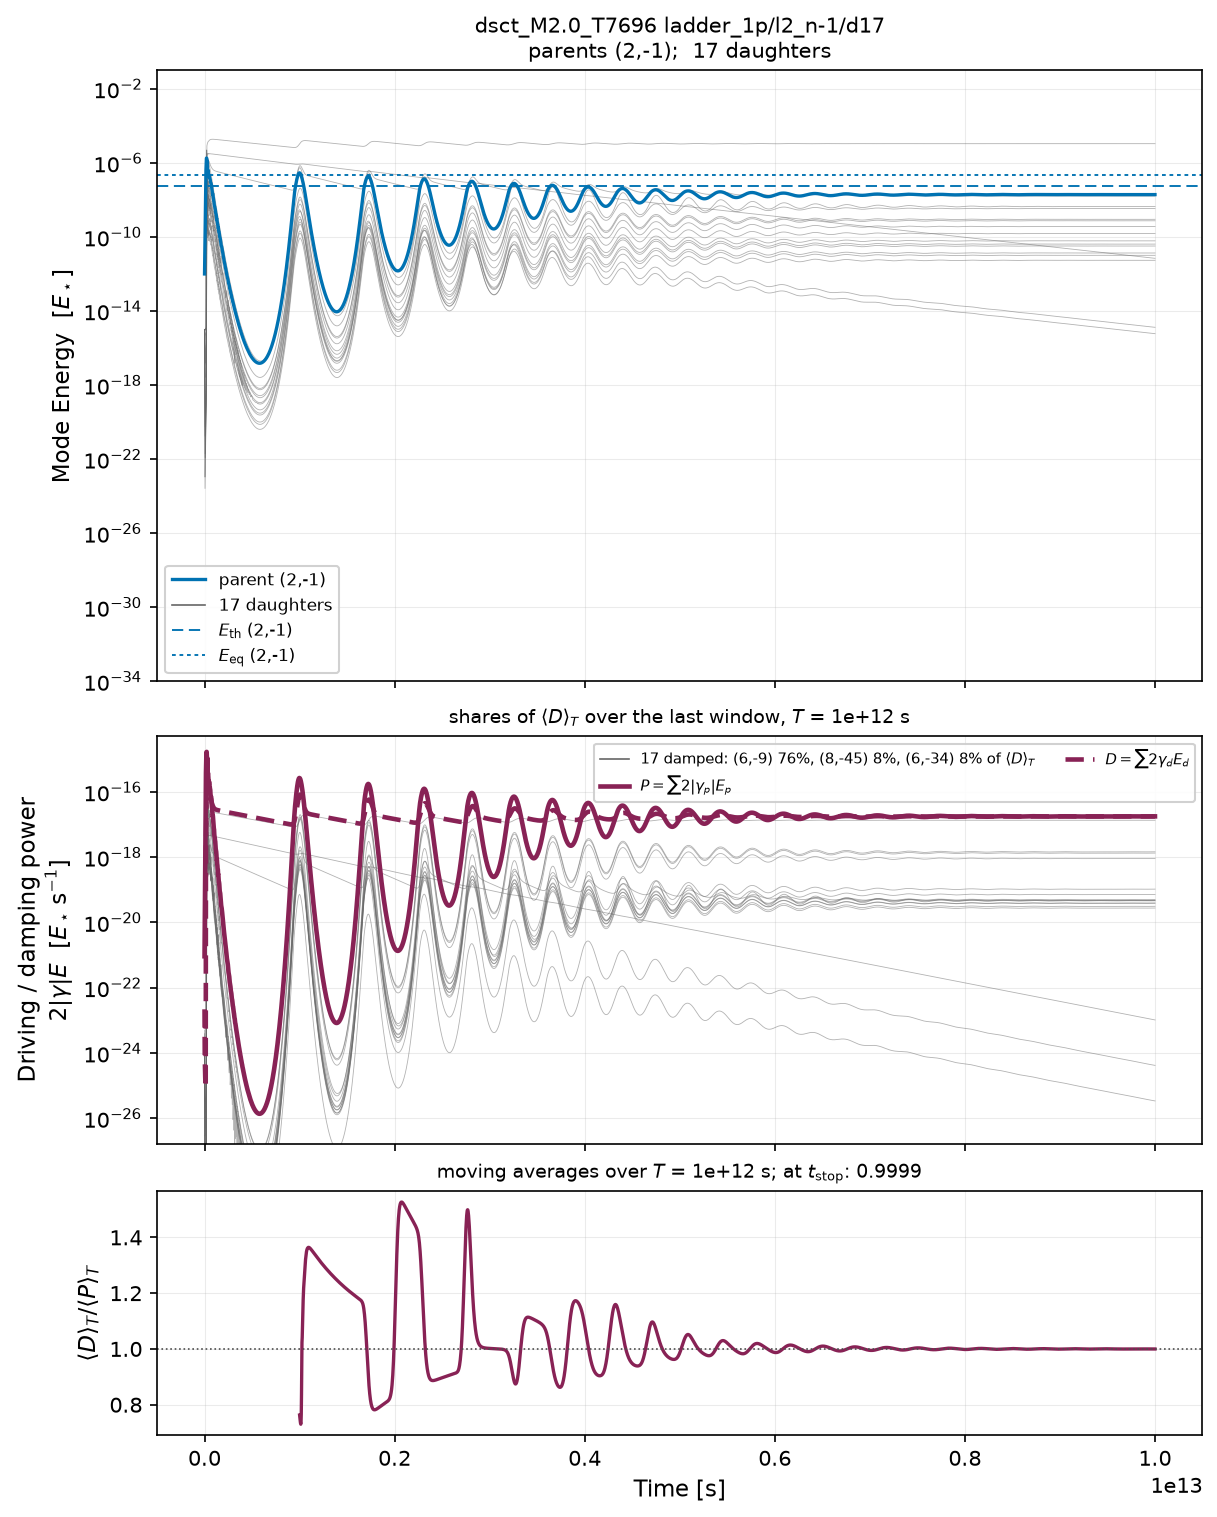 dsct_M2.0_T7696 ladder_1p/l2_n-1/d17
parents (2,-1);  17 daughters
Mode Energy  [E⋆]
10⁻²
10⁻⁶
10⁻¹⁰
10⁻¹⁴
10⁻¹⁸
10⁻²²
10⁻²⁶
10⁻³⁰
10⁻³⁴
parent (2,-1)
17 daughters
E_th (2,-1)
E_eq (2,-1)
shares of ⟨D⟩_T over the last window, T = 1e+12 s
Driving / damping power
2|γ|E  [E⋆ s⁻¹]
10⁻¹⁶
10⁻¹⁸
10⁻²⁰
10⁻²²
10⁻²⁴
10⁻²⁶
17 damped: (6,-9) 76%, (8,-45) 8%, (6,-34) 8% of ⟨D⟩_T
P = ∑2|γ_p|E_p
D = ∑2γ_dE_d
moving averages over T = 1e+12 s; at t_stop: 0.9999
⟨D⟩_T/⟨P⟩_T
1.4
1.2
1.0
0.8
0.0 0.2 0.4 0.6 0.8 1.0
1e13
Time [s]